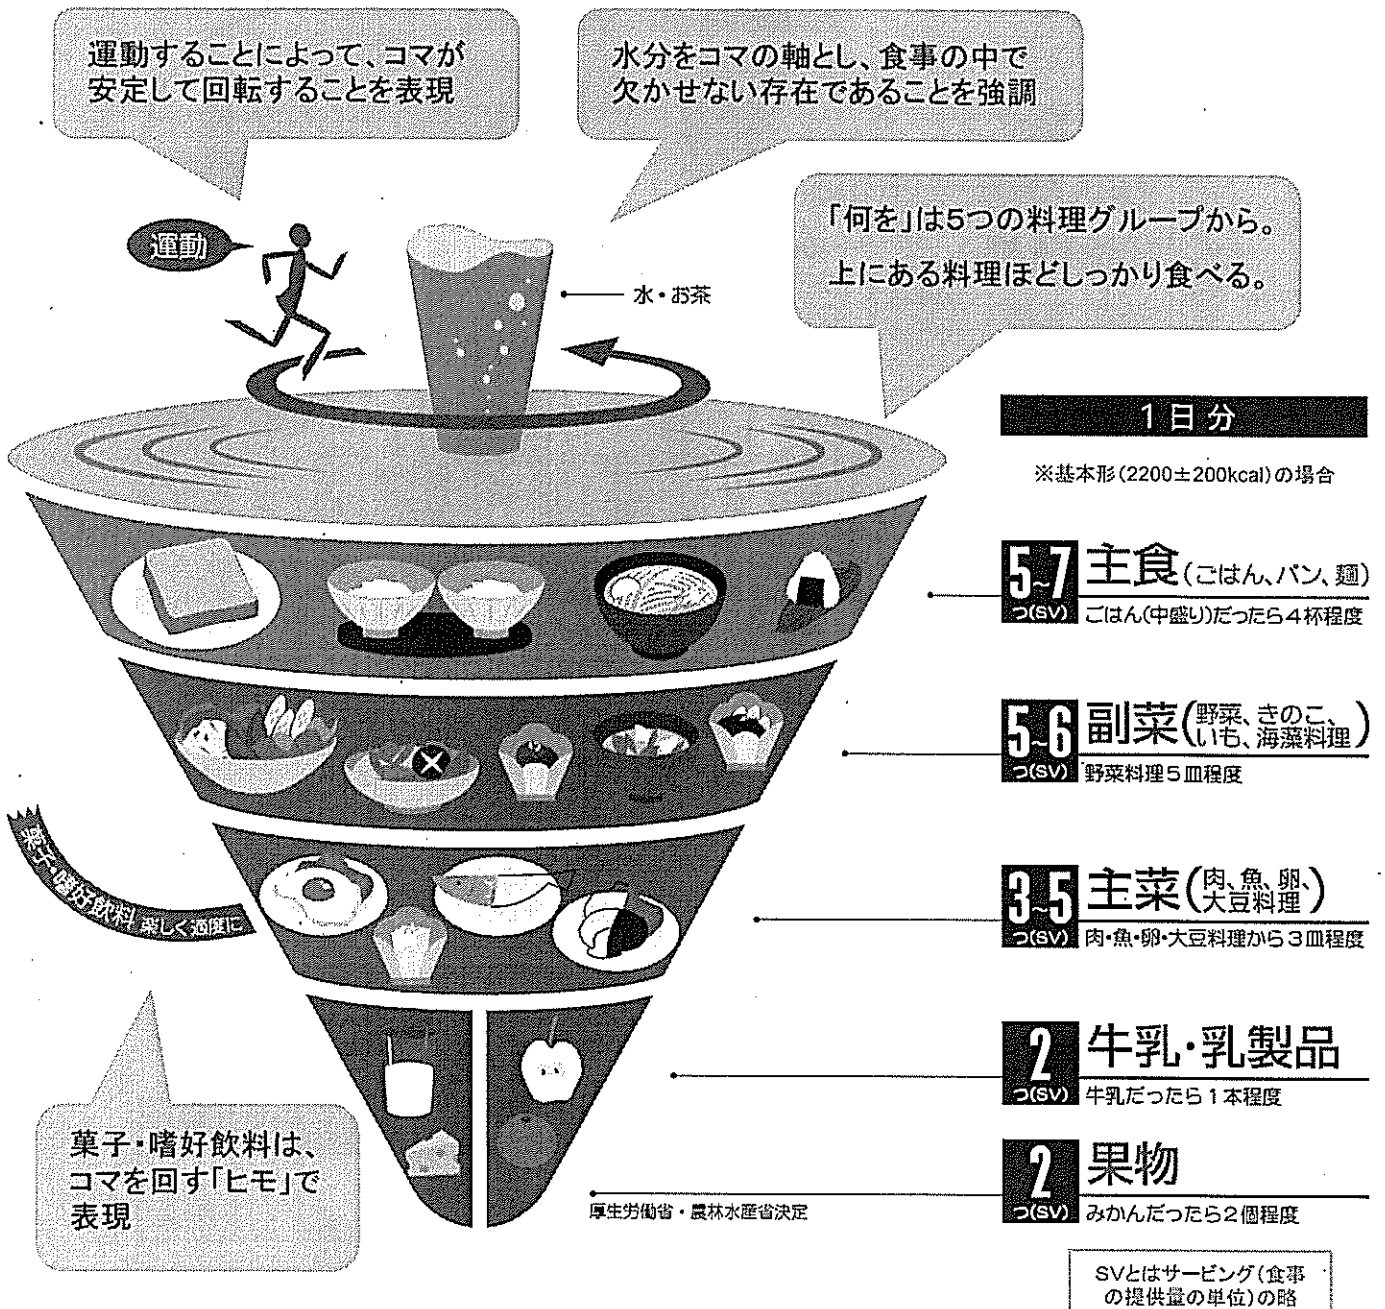 運動することによって、コマが
安定して回転することを表現
水分をコマの軸とし、食事の中で
欠かせない存在であることを強調
「何を」は5つの料理グループから。
上にある料理ほどしっかり食べる。
運動
水・お茶
1日分
※基本形(2200±200kcal)の場合
5~7
つ(SV)
主食(ごはん、パン、麺)
ごはん(中盛り)だったら4杯程度
5~6
つ(SV)
副菜(野菜、きのこ、
いも、海藻料理)
野菜料理5皿程度
菓子・嗜好飲料 楽しく適度に
3~5
つ(SV)
主菜(肉、魚、卵、
大豆料理)
肉・魚・卵・大豆料理から3皿程度
2
つ(SV)
牛乳・乳製品
牛乳だったら1本程度
2
つ(SV)
果物
みかんだったら2個程度
菓子・嗜好飲料は、
コマを回す「ヒモ」で
表現
厚生労働省・農林水産省決定
SVとはサービング(食事
の提供量の単位)の略